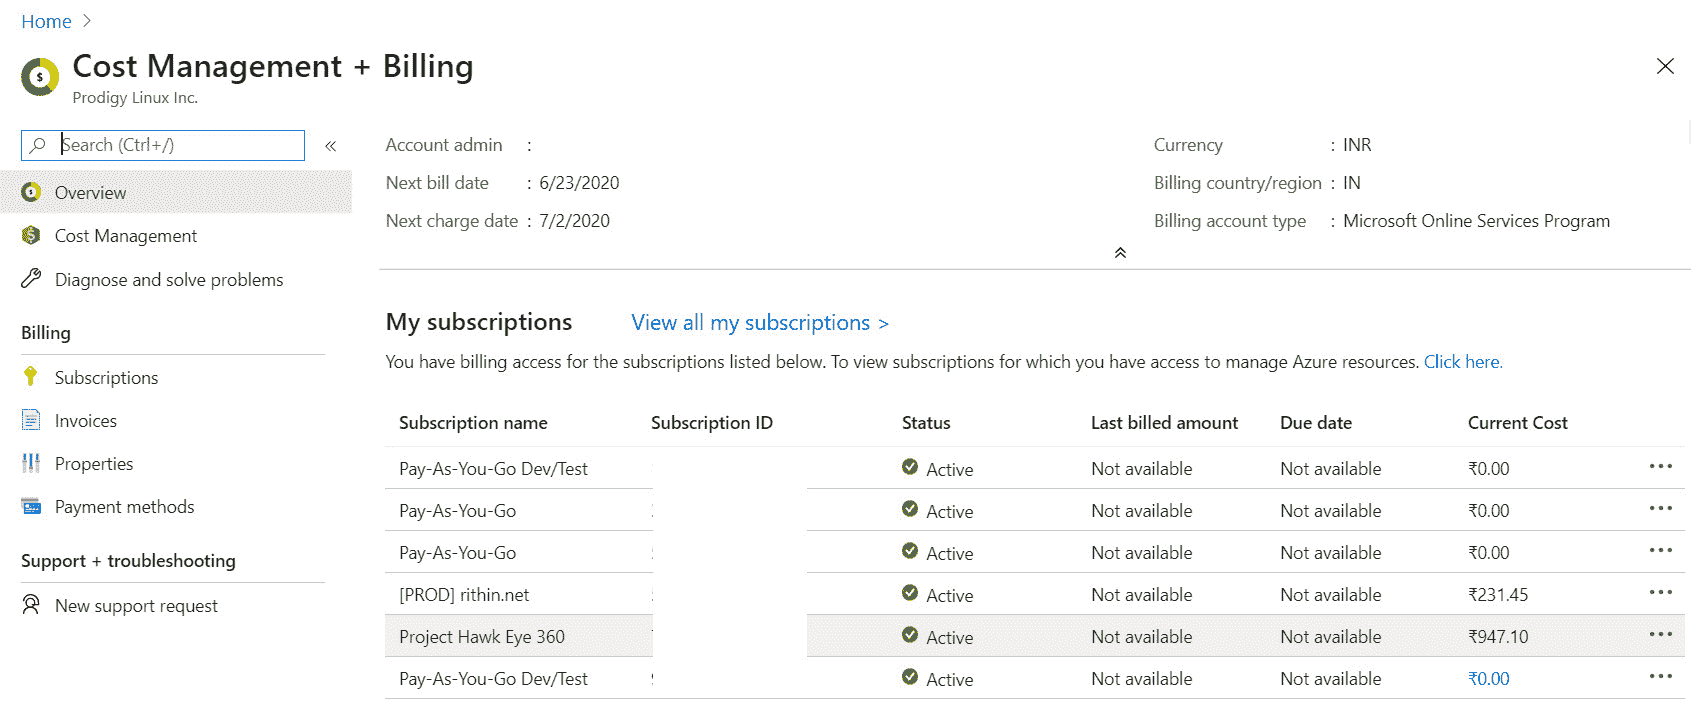 Home >
Cost Management + Billing
Prodigy Linux Inc.
Search (Ctrl+/)
«
Overview
Cost Management
Diagnose and solve problems
Billing
Subscriptions
Invoices
Properties
Payment methods
Support + troubleshooting
New support request
Account admin :
Next bill date : 6/23/2020
Next charge date : 7/2/2020
Currency : INR
Billing country/region : IN
Billing account type : Microsoft Online Services Program
My subscriptions View all my subscriptions >
You have billing access for the subscriptions listed below. To view subscriptions for which you have access to manage Azure resources. Click here.
Subscription name Subscription ID Status Last billed amount Due date Current Cost
Pay-As-You-Go Dev/Test Active Not available Not available ₹0.00 •••
Pay-As-You-Go Active Not available Not available ₹0.00 •••
Pay-As-You-Go Active Not available Not available ₹0.00 •••
[PROD] rithin.net Active Not available Not available ₹231.45 •••
Project Hawk Eye 360 Active Not available Not available ₹947.10 •••
Pay-As-You-Go Dev/Test Active Not available Not available ₹0.00 •••